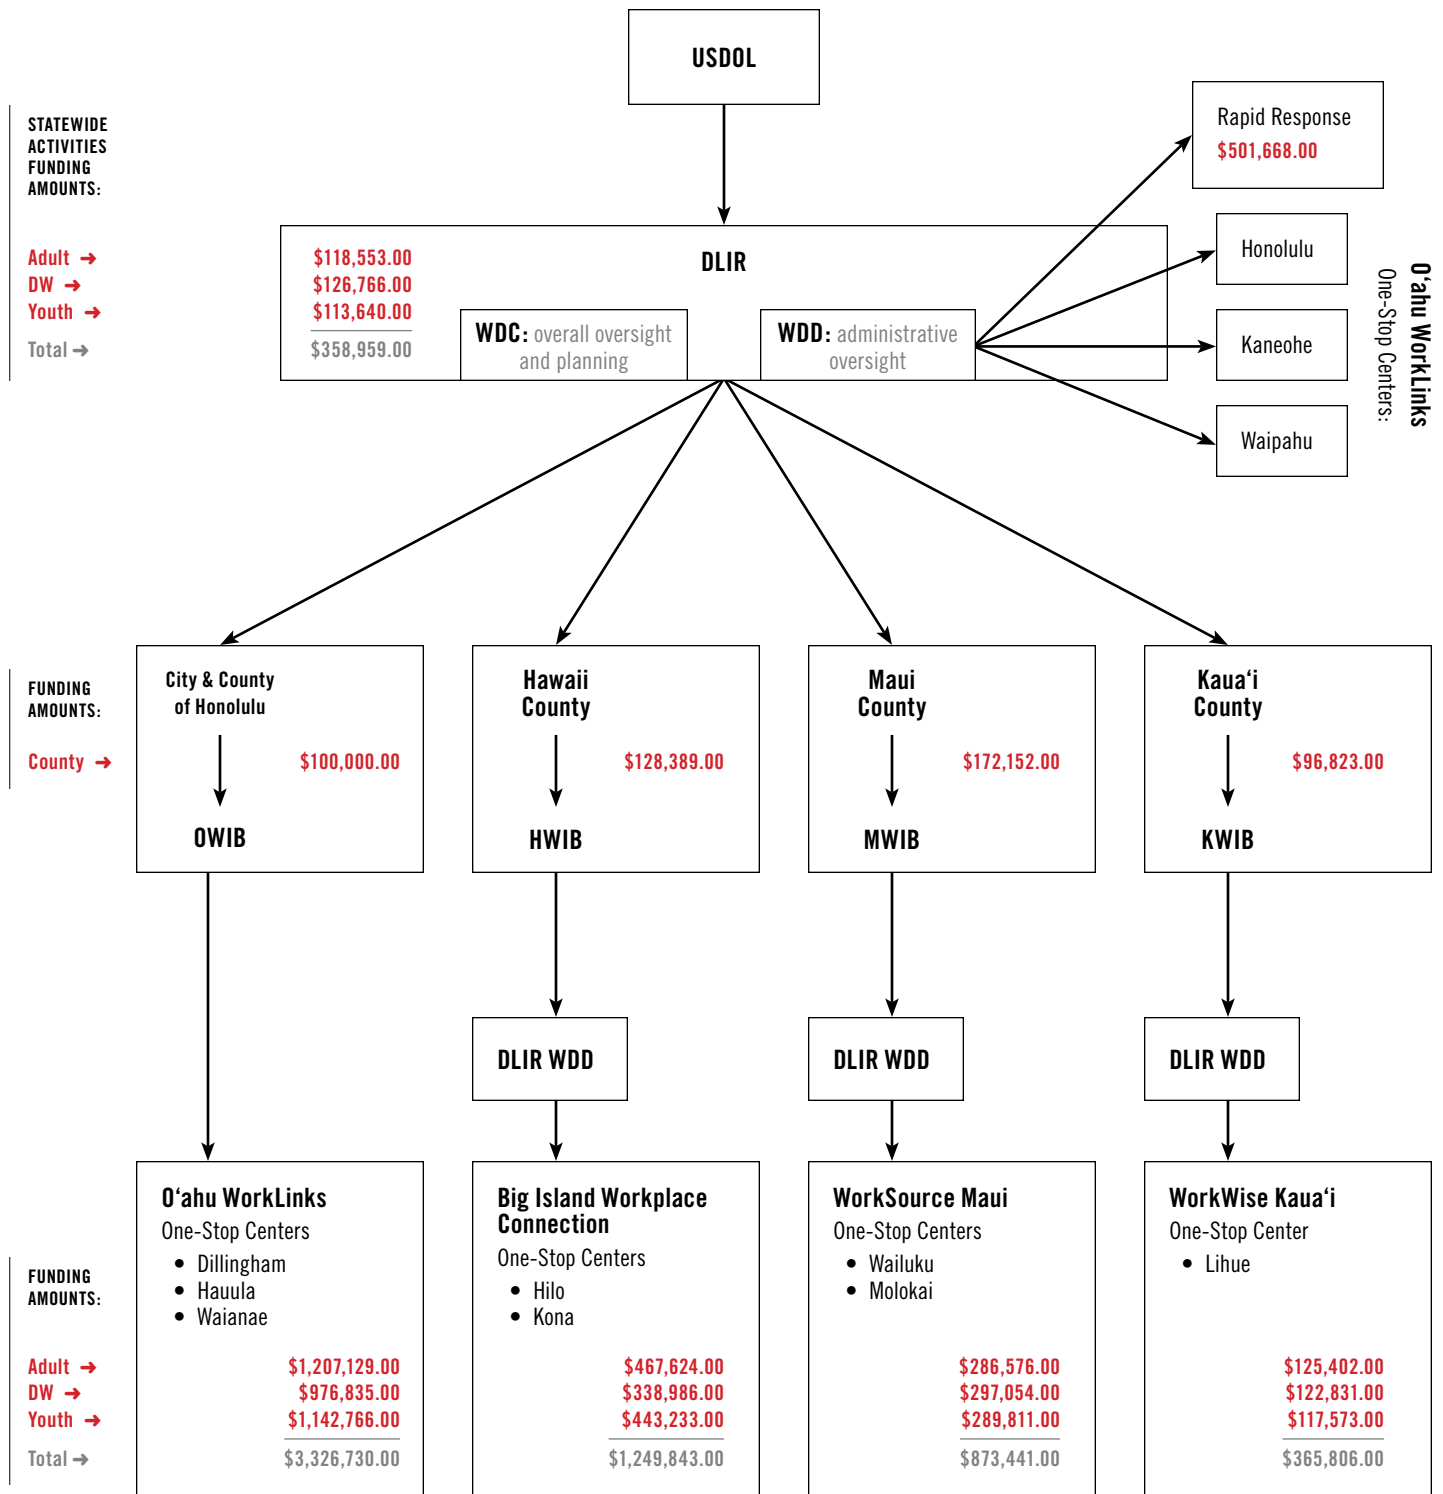 USDOL
STATEWIDE
ACTIVITIES
FUNDING
AMOUNTS:
Rapid Response
$501,668.00
Adult ➜
DW ➜
Youth ➜
Total ➜
$118,553.00
$126,766.00
$113,640.00
$358,959.00
DLIR
WDC: overall oversight
and planning
WDD: administrative
oversight
Honolulu
Kaneohe
Waipahu
O‘ahu WorkLinks
One-Stop Centers:
FUNDING
AMOUNTS:
County ➜
City & County
of Honolulu
$100,000.00
OWIB
Hawaii
County
$128,389.00
HWIB
Maui
County
$172,152.00
MWIB
Kaua‘i
County
$96,823.00
KWIB
DLIR WDD
DLIR WDD
DLIR WDD
FUNDING
AMOUNTS:
Adult ➜
DW ➜
Youth ➜
Total ➜
O‘ahu WorkLinks
One-Stop Centers
• Dillingham
• Hauula
• Waianae
$1,207,129.00
$976,835.00
$1,142,766.00
$3,326,730.00
Big Island Workplace
Connection
One-Stop Centers
• Hilo
• Kona
$467,624.00
$338,986.00
$443,233.00
$1,249,843.00
WorkSource Maui
One-Stop Centers
• Wailuku
• Molokai
$286,576.00
$297,054.00
$289,811.00
$873,441.00
WorkWise Kaua‘i
One-Stop Center
• Lihue
$125,402.00
$122,831.00
$117,573.00
$365,806.00